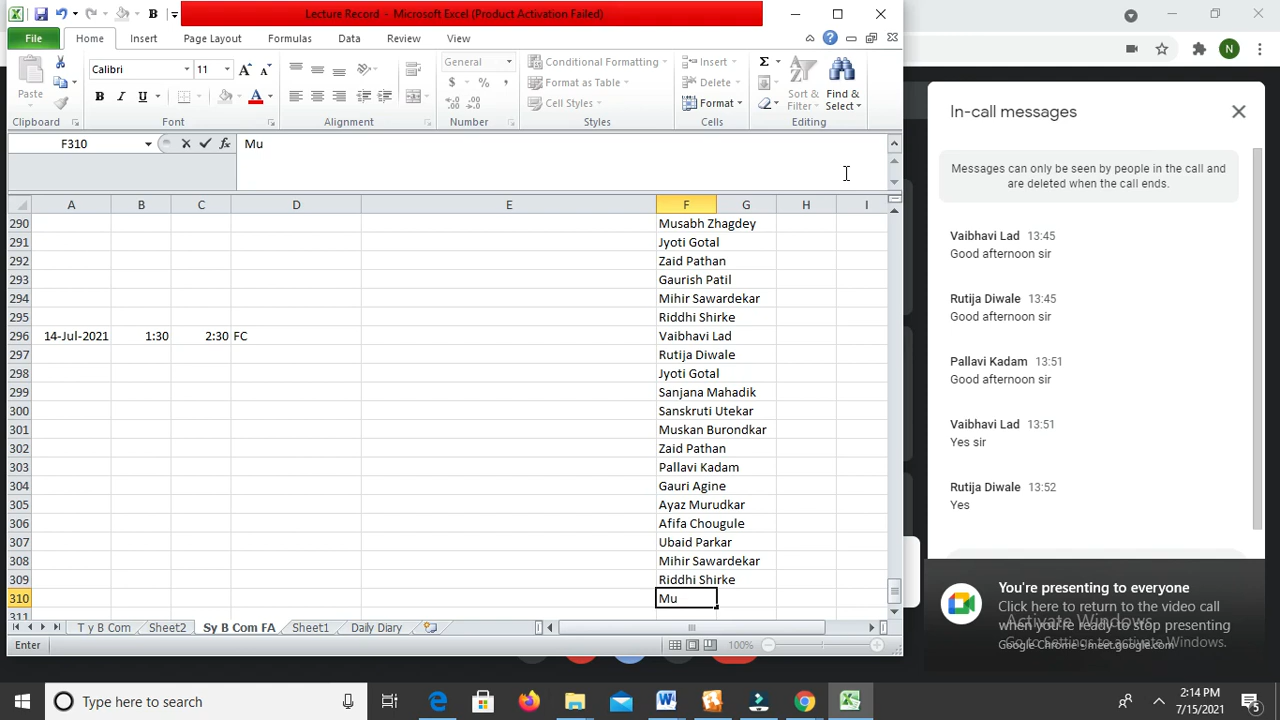 Lecture Record - Microsoft Excel (Product Activation Failed)
File Home Insert Page Layout Formulas Data Review View
Paste
Calibri 11
B I U
General
Conditional Formatting
Format as Table
Cell Styles
Insert
Delete
Format
Sort & Filter
Find & Select
Clipboard Font Alignment Number Styles Cells Editing
F310 fx Mu
A B C D E F G H I
290 Musabh Zhagdey
291 Jyoti Gotal
292 Zaid Pathan
293 Gaurish Patil
294 Mihir Sawardekar
295 Riddhi Shirke
296 14-Jul-2021 1:30 2:30 FC Vaibhavi Lad
297 Rutija Diwale
298 Jyoti Gotal
299 Sanjana Mahadik
300 Sanskruti Utekar
301 Muskan Burondkar
302 Zaid Pathan
303 Pallavi Kadam
304 Gauri Agine
305 Ayaz Murudkar
306 Afifa Chougule
307 Ubaid Parkar
308 Mihir Sawardekar
309 Riddhi Shirke
310 Mu
311
T y B Com Sheet2 Sy B Com FA Sheet1 Daily Diary
Enter 100%
N
In-call messages
Messages can only be seen by people in the call and
are deleted when the call ends.
Vaibhavi Lad 13:45
Good afternoon sir
Rutija Diwale 13:45
Good afternoon sir
Pallavi Kadam 13:51
Good afternoon sir
Vaibhavi Lad 13:51
Yes sir
Rutija Diwale 13:52
Yes
You're presenting to everyone
Click here to return to the video call
when you're ready to stop presenting
Google Chrome • meet.google.com
Activate Windows
Go to Settings to activate Windows.
Type here to search
2:14 PM
7/15/2021
5